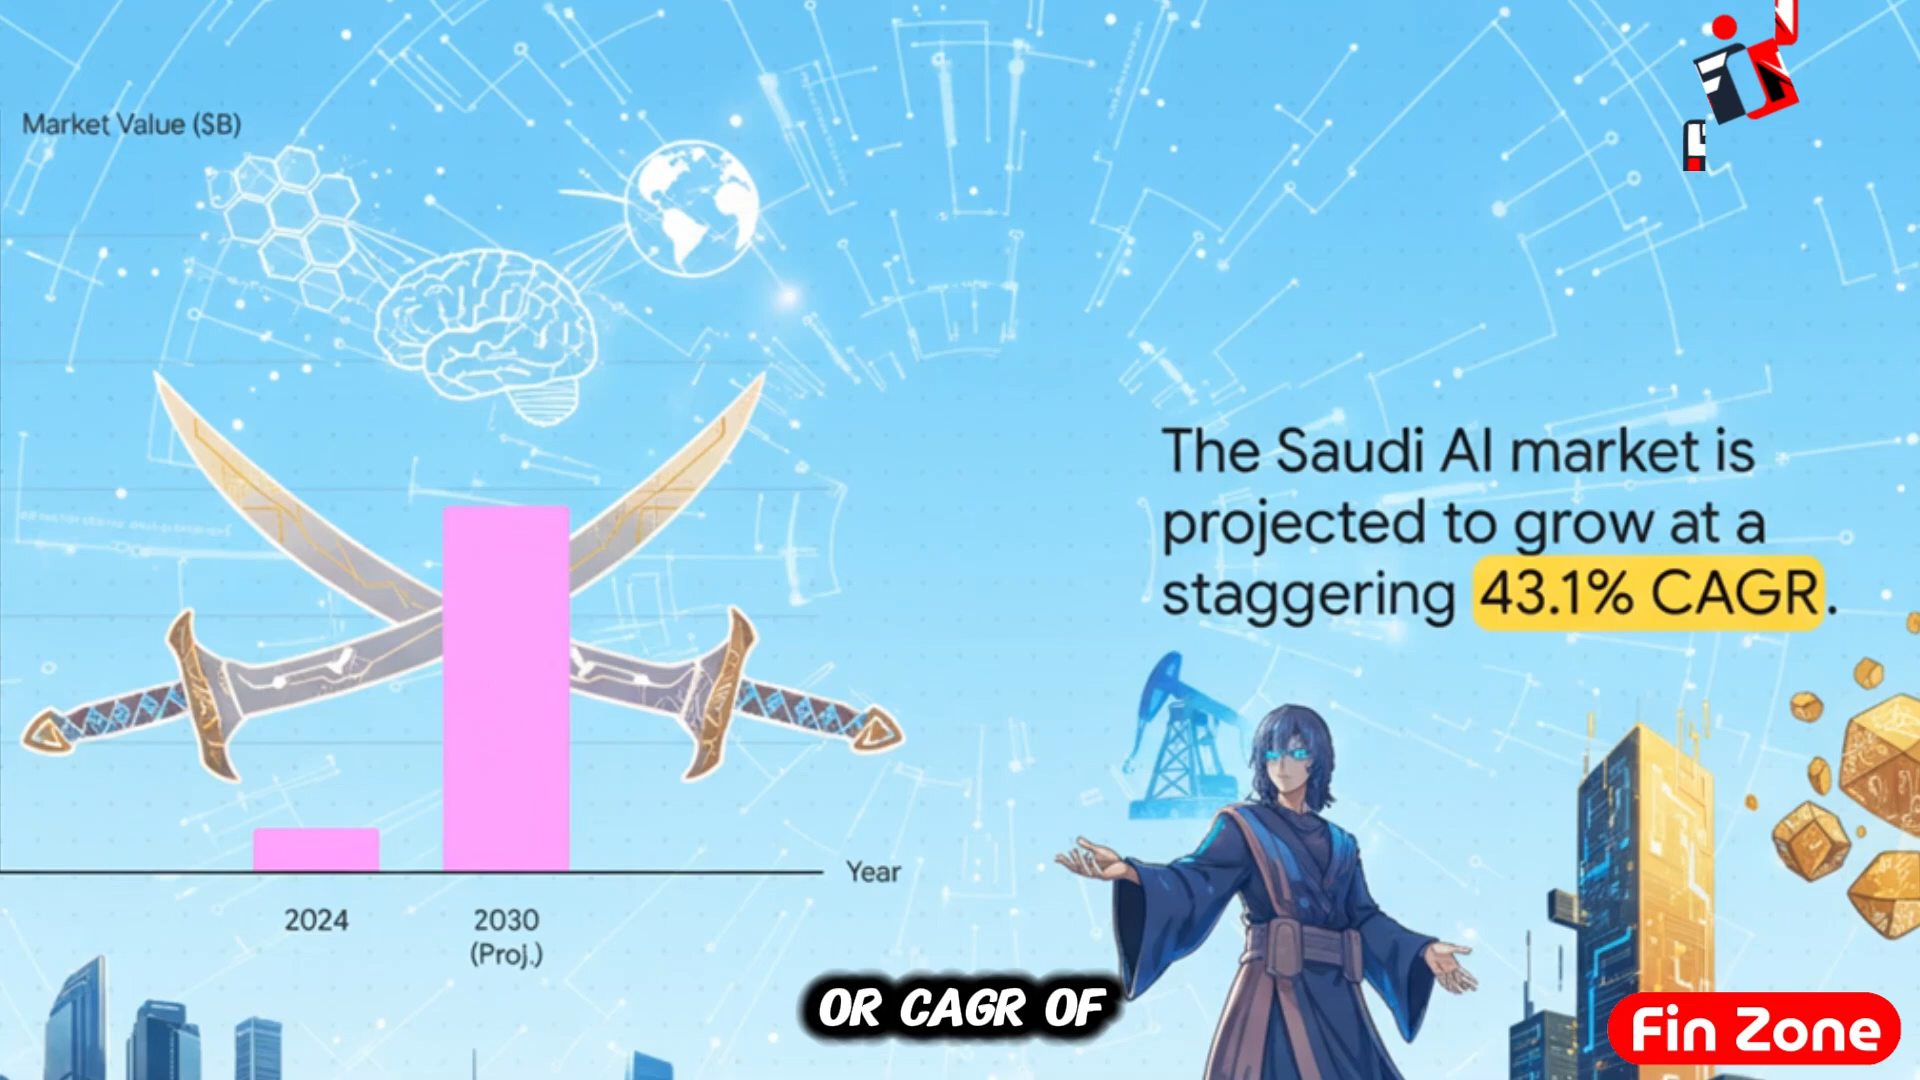 Market Value ($B)
The Saudi AI market is
projected to grow at a
staggering 43.1% CAGR.
Year
2024
2030
(Proj.)
OR CAGR OF
Fin Zone